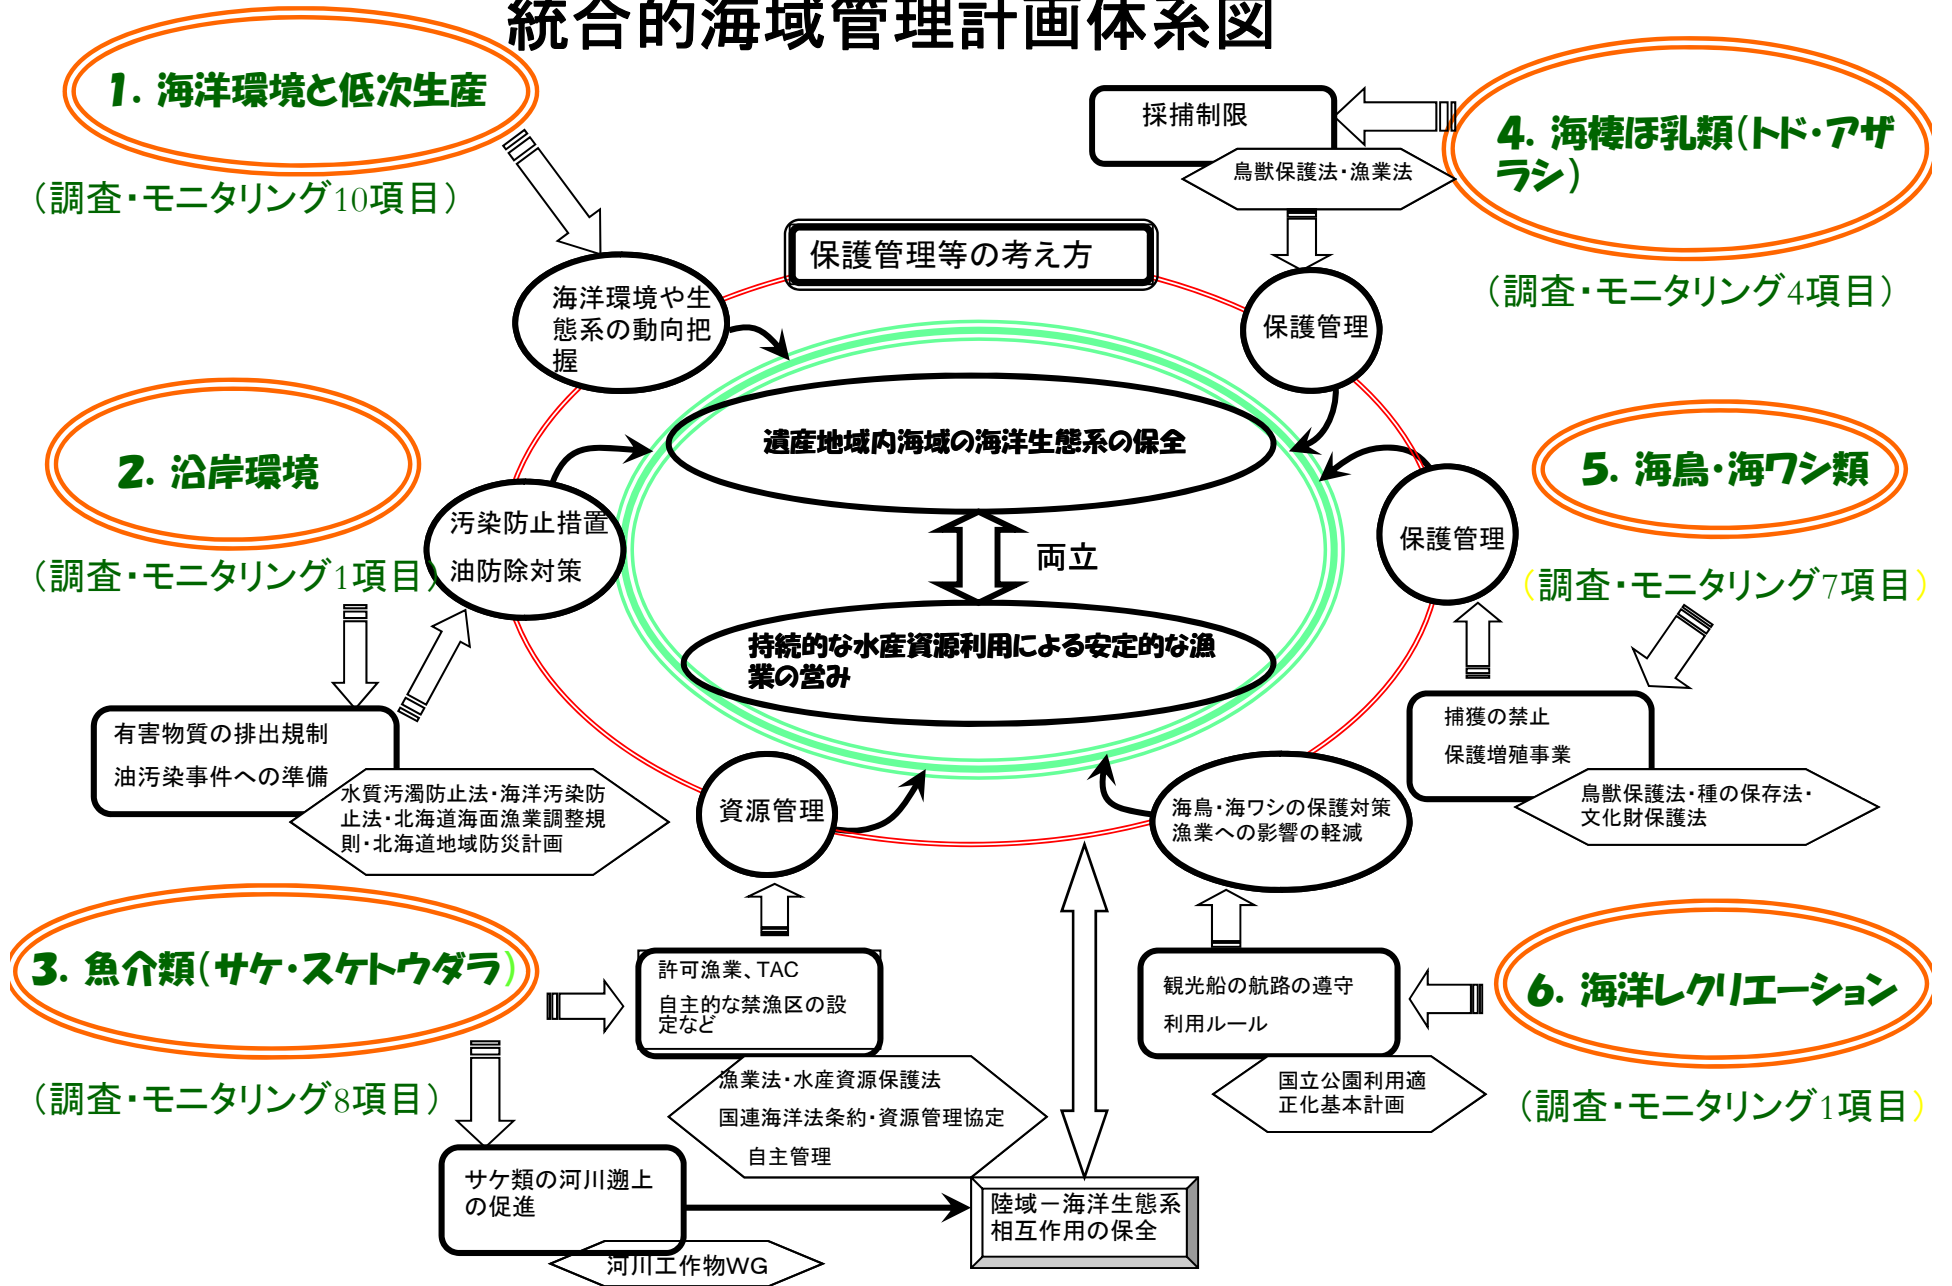 統合的海域管理計画体系図
1. 海洋環境と低次生産
（調査・モニタリング10項目）
採捕制限
鳥獣保護法・漁業法
4. 海棲ほ乳類(トド・アザ
ラシ)
（調査・モニタリング4項目）
保護管理等の考え方
海洋環境や生
態系の動向把
握
保護管理
遺産地域内海域の海洋生態系の保全
両立
持続的な水産資源利用による安定的な漁
業の営み
2. 沿岸環境
（調査・モニタリング1項目）
汚染防止措置
油防除対策
有害物質の排出規制
油汚染事件への準備
水質汚濁防止法・海洋汚染防
止法・北海道海面漁業調整規
則・北海道地域防災計画
5. 海鳥・海ワシ類
（調査・モニタリング7項目）
保護管理
捕獲の禁止
保護増殖事業
鳥獣保護法・種の保存法・
文化財保護法
資源管理
海鳥・海ワシの保護対策
漁業への影響の軽減
3. 魚介類(サケ・スケトウダラ)
（調査・モニタリング8項目）
許可漁業、TAC
自主的な禁漁区の設
定など
漁業法・水産資源保護法
国連海洋法条約・資源管理協定
自主管理
観光船の航路の遵守
利用ルール
国立公園利用適
正化基本計画
6. 海洋レクリエーション
（調査・モニタリング1項目）
サケ類の河川遡上
の促進
河川工作物WG
陸域－海洋生態系
相互作用の保全